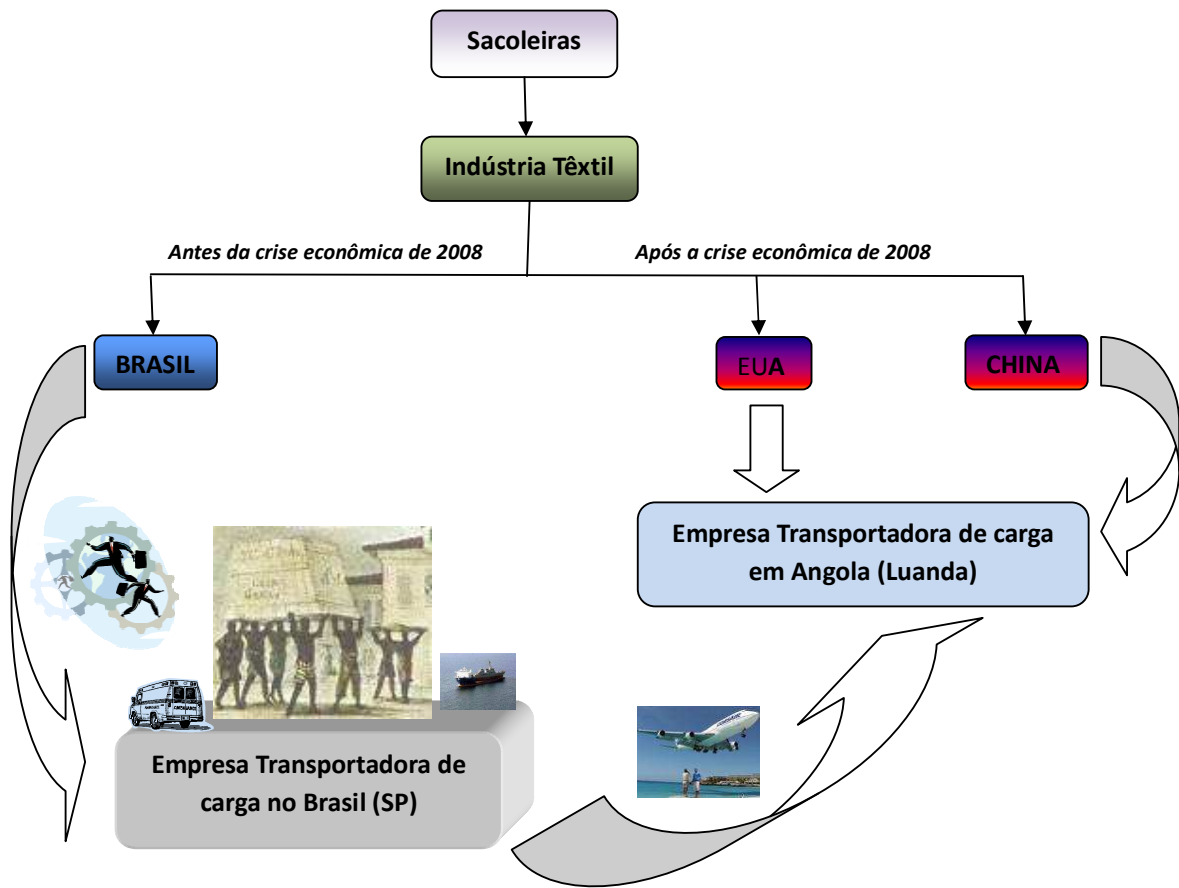 Sacoleiras
Indústria Têxtil
Antes da crise econômica de 2008
Após a crise econômica de 2008
BRASIL
EUA
CHINA
Empresa Transportadora de carga
em Angola (Luanda)
Empresa Transportadora de
carga no Brasil (SP)